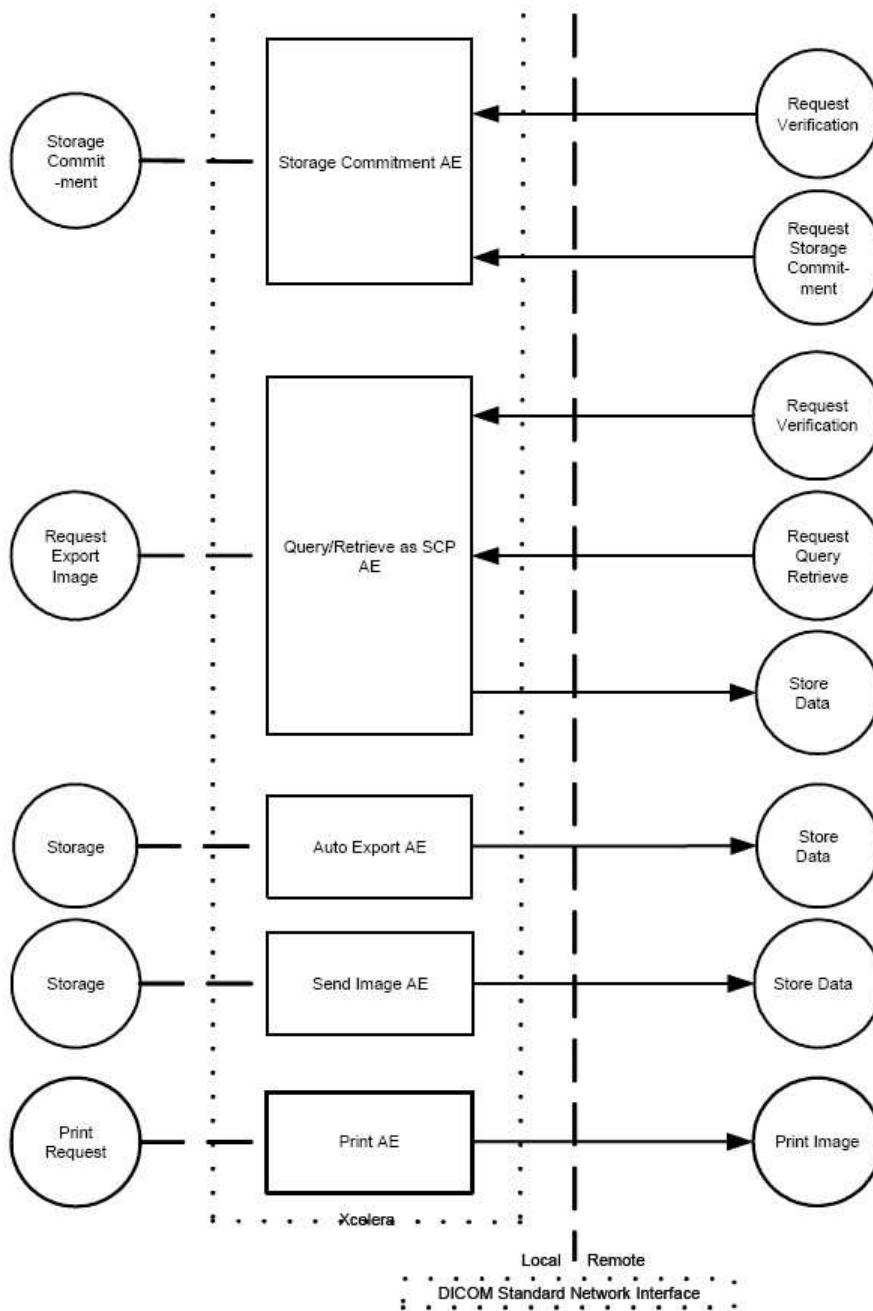 Storage
Commit
-ment
Storage Commitment AE
Request
Verification
Request
Storage
Commit-
ment
Request
Export
Image
Query/Retrieve as SCP
AE
Request
Verification
Request
Query
Retrieve
Store
Data
Storage
Auto Export AE
Store
Data
Storage
Send Image AE
Store Data
Print
Request
Print AE
Print Image
Xcelera
Local
Remote
DICOM Standard Network Interface